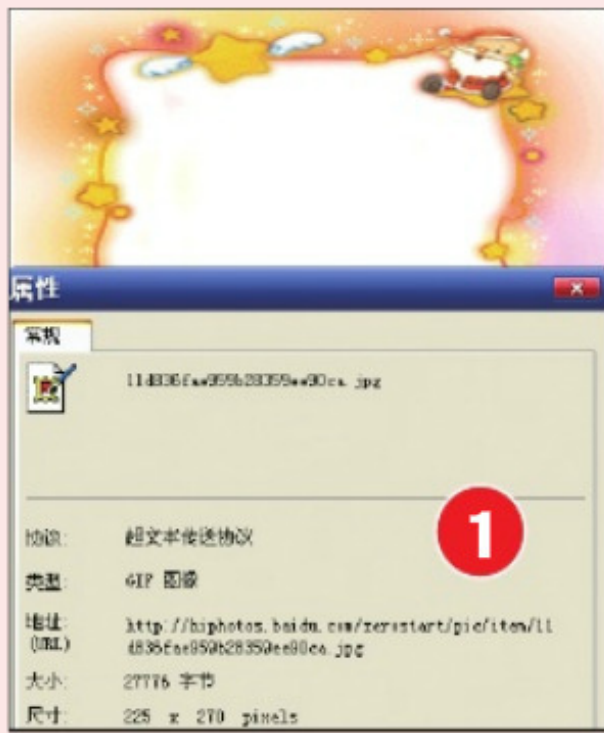 属性
常规
11d836fae959b28359ee90ca.jpg
1
协议: 超文本传送协议
类型: GIF 图像
地址: http://hiphotos.baidu.com/zerostart/pic/item/11
(URL) d836fae959b28359ee90ca.jpg
大小: 27776 字节
尺寸: 225 x 270 pixels